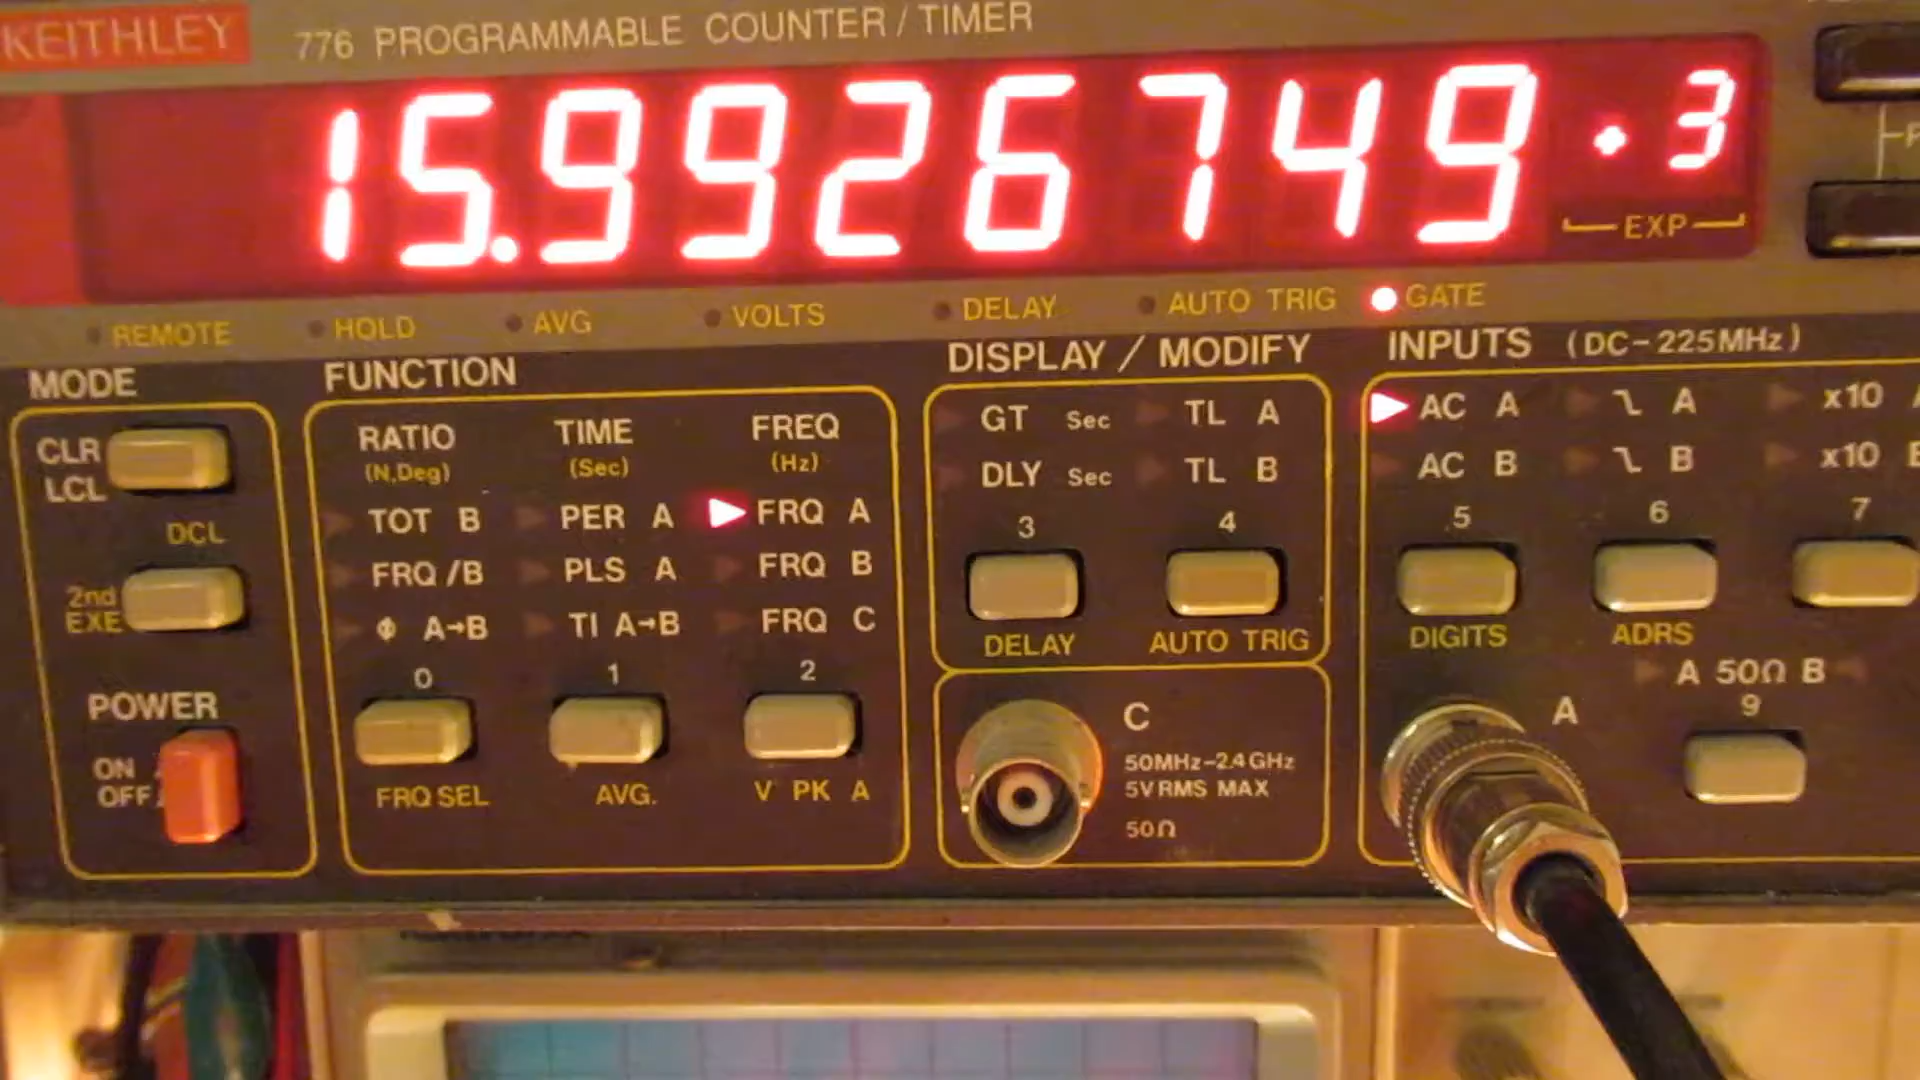 KEITHLEY 776 PROGRAMMABLE COUNTER / TIMER
15.9926749 +3
EXP
REMOTE HOLD AVG VOLTS DELAY AUTO TRIG GATE
MODE FUNCTION DISPLAY / MODIFY INPUTS (DC-225MHz)
CLR
LCL
DCL
2nd
EXE
POWER
ON
OFF
RATIO TIME FREQ
(N,Deg) (Sec) (Hz)
TOT B PER A FRQ A
FRQ/B PLS A FRQ B
Φ A→B TI A→B FRQ C
0 1 2
FRQ SEL AVG. V PK A
GT Sec TL A
DLY Sec TL B
3 4
DELAY AUTO TRIG
C
50MHz-2.4GHz
5VRMS MAX
50Ω
AC A ɿ A x10
AC B ɿ B x10
5 6 7
DIGITS ADRS
A 50Ω B
A 9